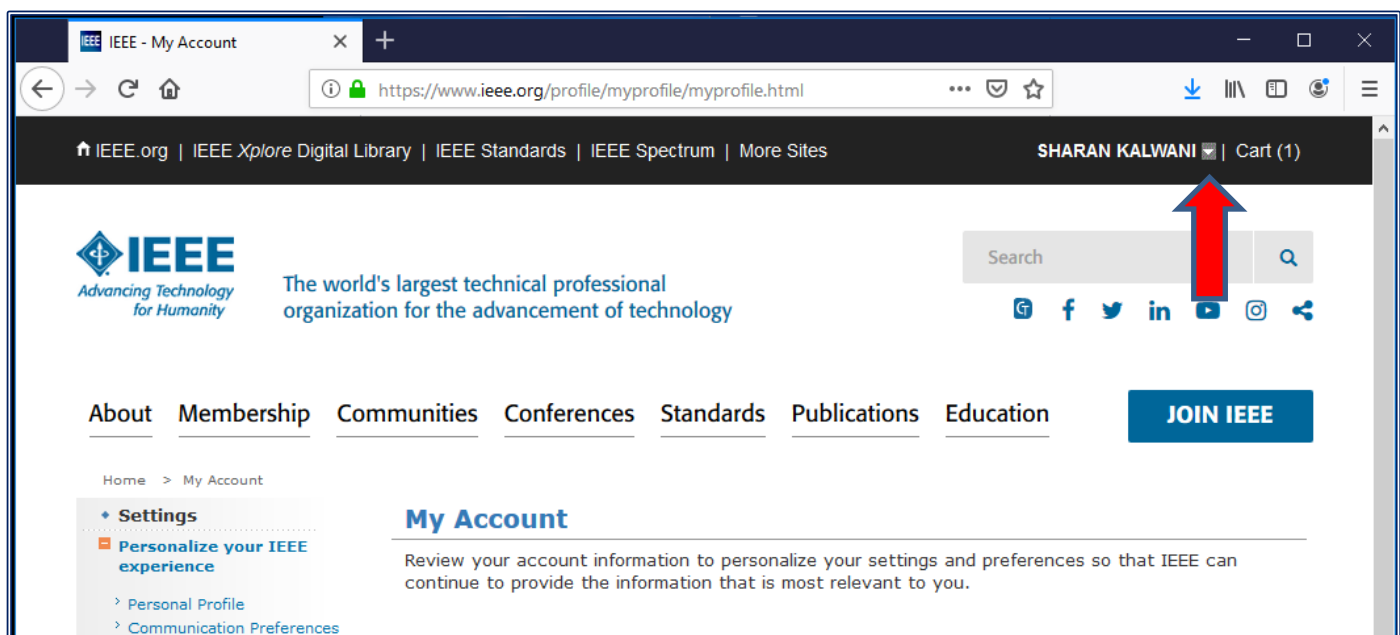 IEEE IEEE - My Account
https://www.ieee.org/profile/myprofile/myprofile.html
IEEE.org | IEEE Xplore Digital Library | IEEE Standards | IEEE Spectrum | More Sites
SHARAN KALWANI | Cart (1)
IEEE
Advancing Technology
for Humanity
The world's largest technical professional
organization for the advancement of technology
Search
About Membership Communities Conferences Standards Publications Education
JOIN IEEE
Home > My Account
Settings
Personalize your IEEE
experience
> Personal Profile
> Communication Preferences
My Account
Review your account information to personalize your settings and preferences so that IEEE can
continue to provide the information that is most relevant to you.